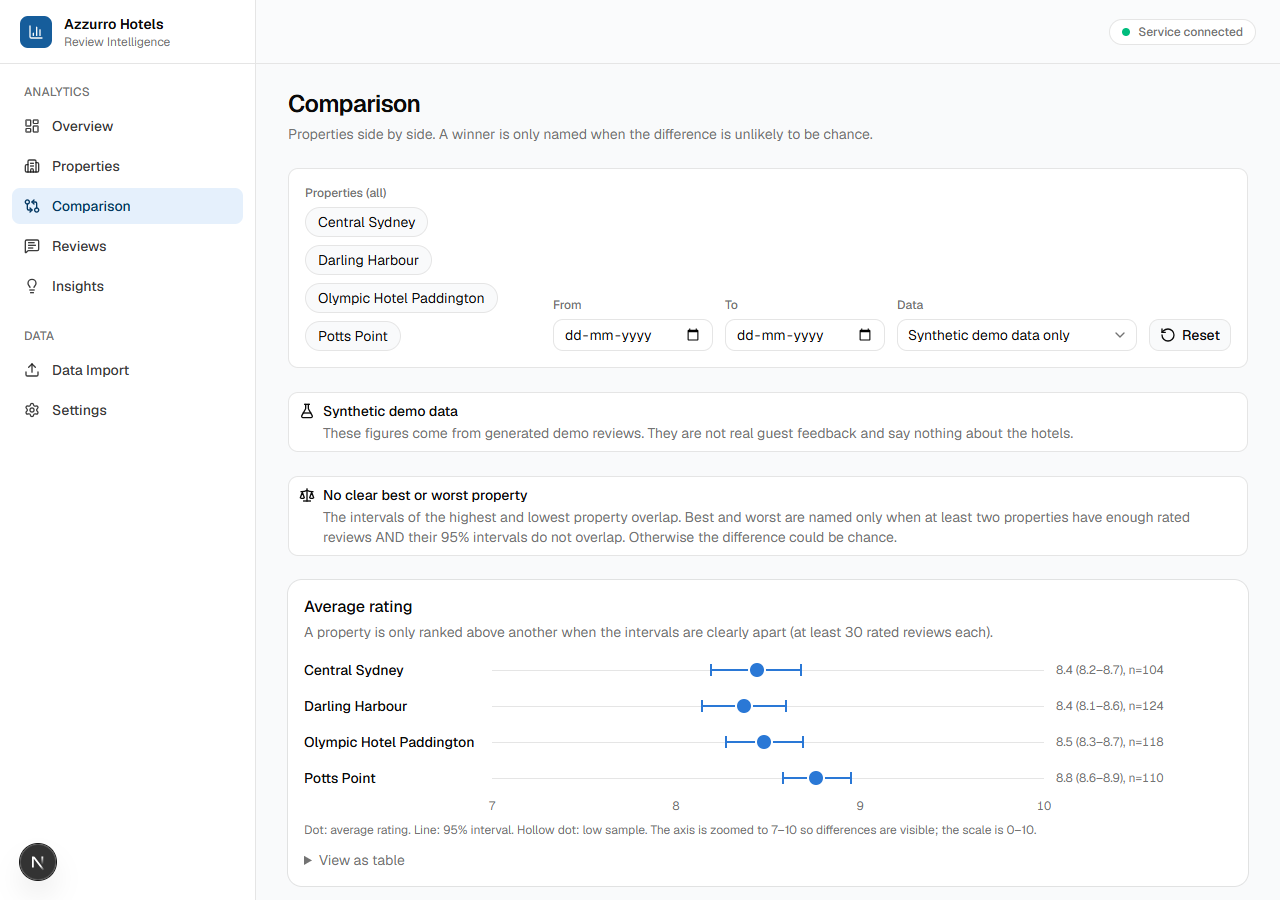 Azzurro Hotels
Review Intelligence
Service connected
ANALYTICS
Overview
Properties
Comparison
Reviews
Insights
DATA
Data Import
Settings
N
Comparison
Properties side by side. A winner is only named when the difference is unlikely to be chance.
Properties (all)
Central Sydney
Darling Harbour
Olympic Hotel Paddington
Potts Point
From
dd-mm-yyyy
To
dd-mm-yyyy
Data
Synthetic demo data only
Reset
Synthetic demo data
These figures come from generated demo reviews. They are not real guest feedback and say nothing about the hotels.
No clear best or worst property
The intervals of the highest and lowest property overlap. Best and worst are named only when at least two properties have enough rated
reviews AND their 95% intervals do not overlap. Otherwise the difference could be chance.
Average rating
A property is only ranked above another when the intervals are clearly apart (at least 30 rated reviews each).
Central Sydney 8.4 (8.2–8.7), n=104
Darling Harbour 8.4 (8.1–8.6), n=124
Olympic Hotel Paddington 8.5 (8.3–8.7), n=118
Potts Point 8.8 (8.6–8.9), n=110
7 8 9 10
Dot: average rating. Line: 95% interval. Hollow dot: low sample. The axis is zoomed to 7–10 so differences are visible; the scale is 0–10.
View as table